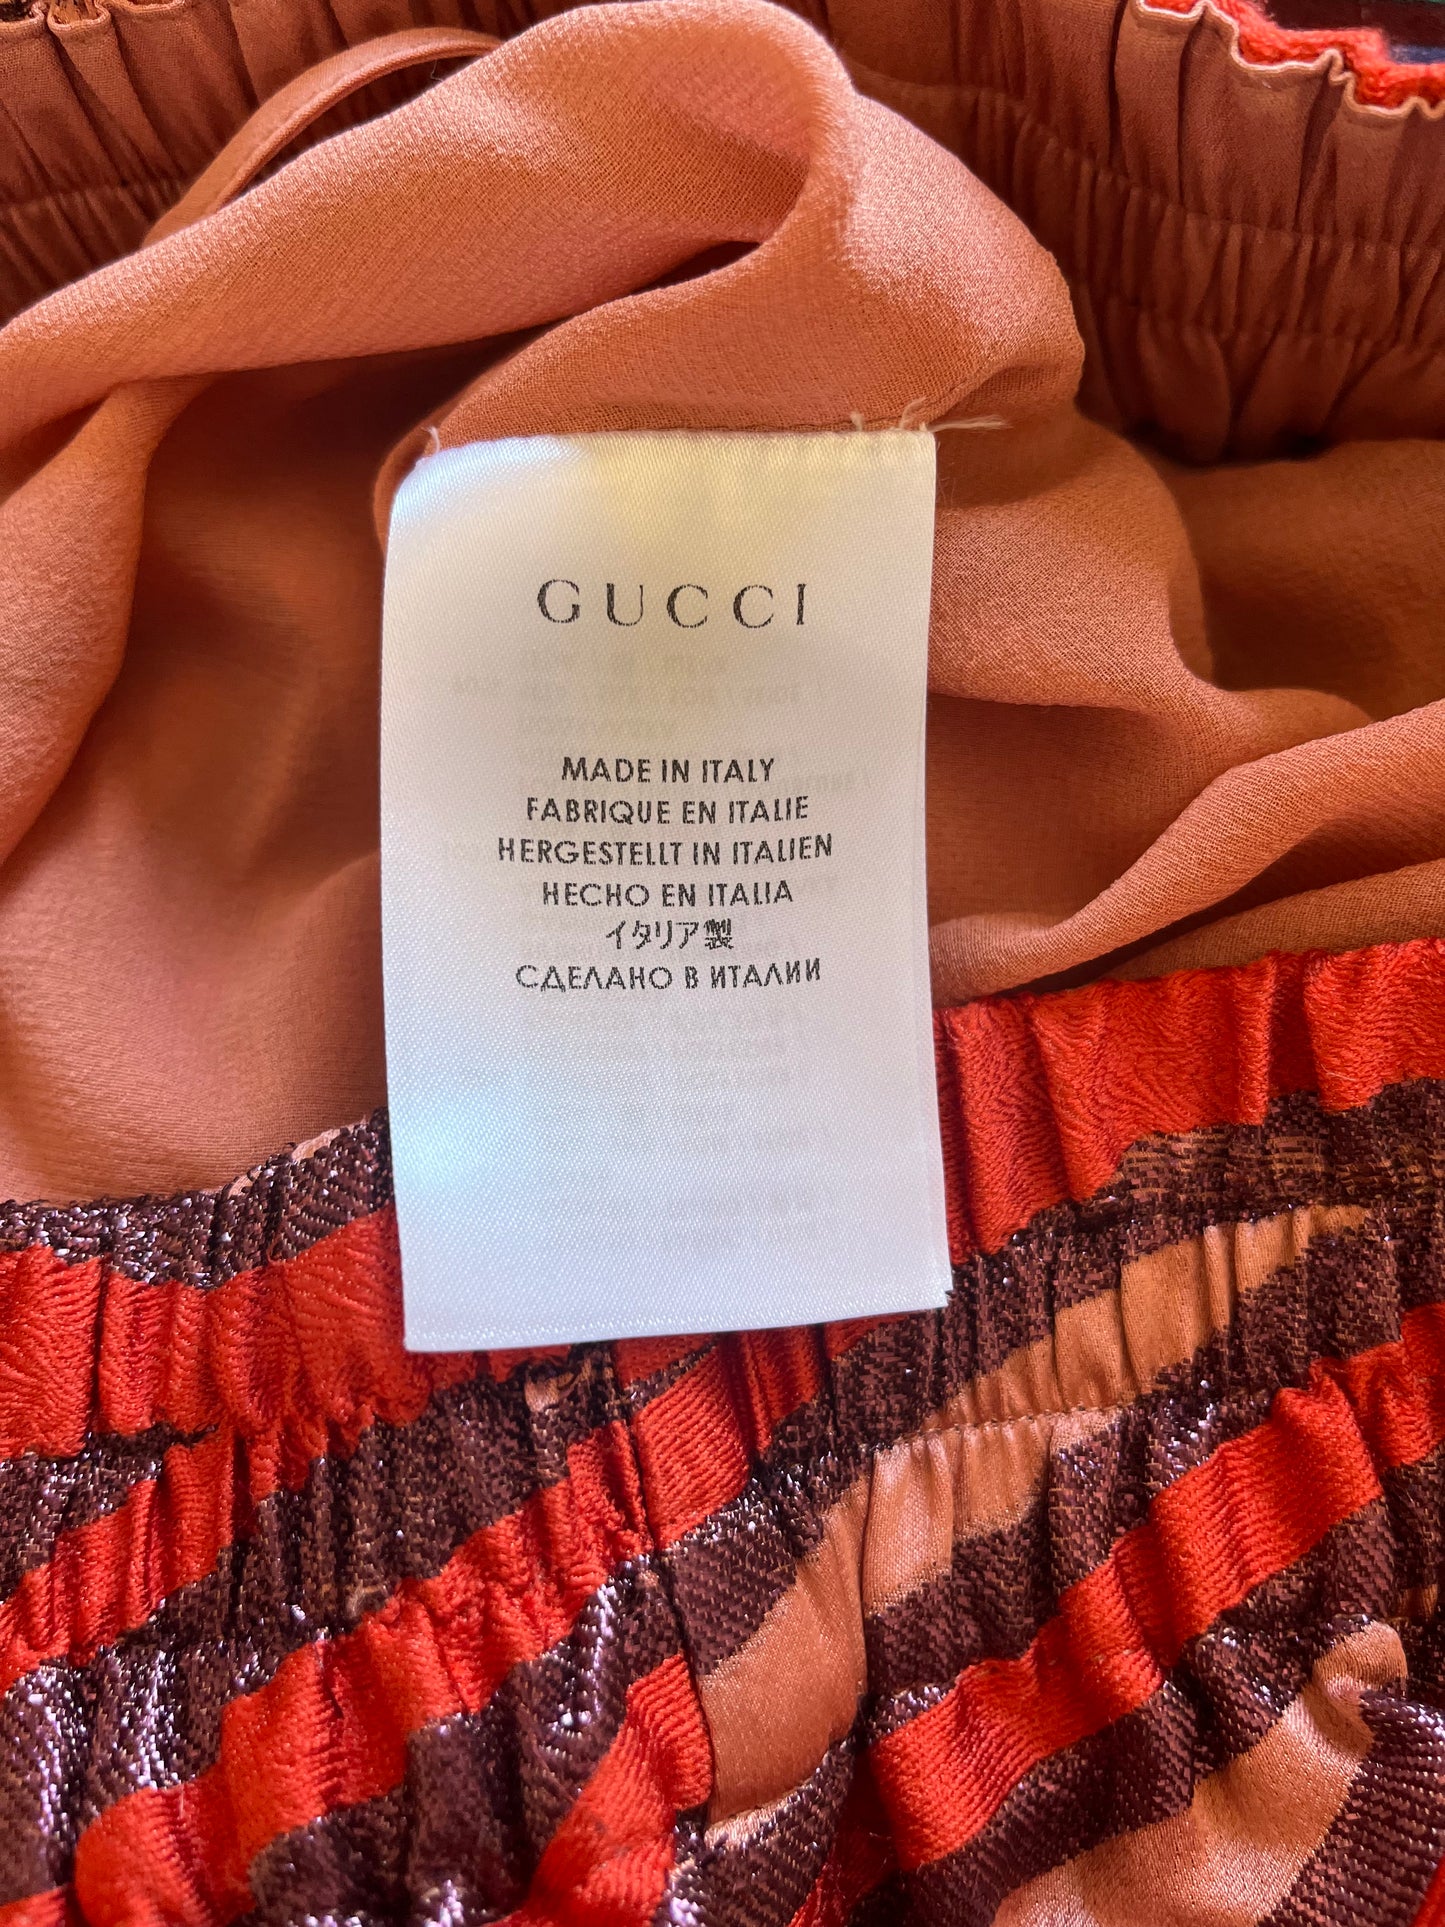 GUCCI
MADE IN ITALY
FABRIQUE EN ITALIE
HERGESTELLT IN ITALIEN
HECHO EN ITALIA
イタリア製
СДЕЛАНО В ИТАЛИИ